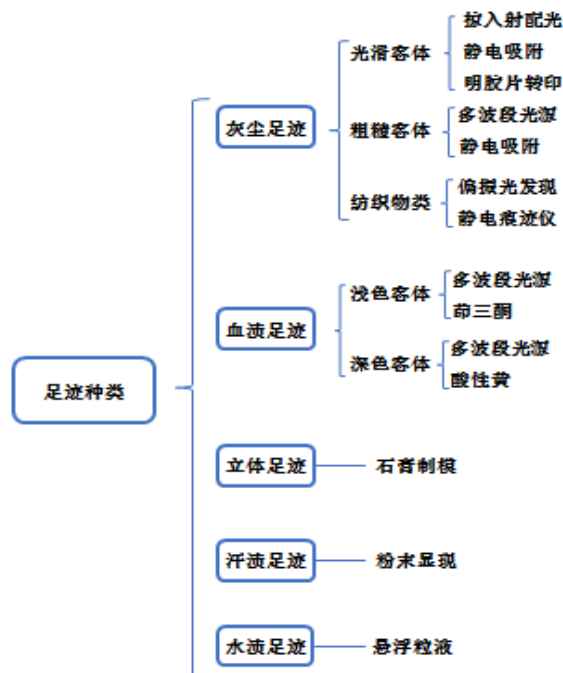 足迹种类
灰尘足迹
光滑客体
掠入射配光
静电吸附
明胶片转印
粗糙客体
多波段光源
静电吸附
纺织物类
偏振光发现
静电痕迹仪
血渍足迹
浅色客体
多波段光源
茚三酮
深色客体
多波段光源
酸性黄
立体足迹
石膏制模
汗渍足迹
粉末显现
水渍足迹
悬浮粒液